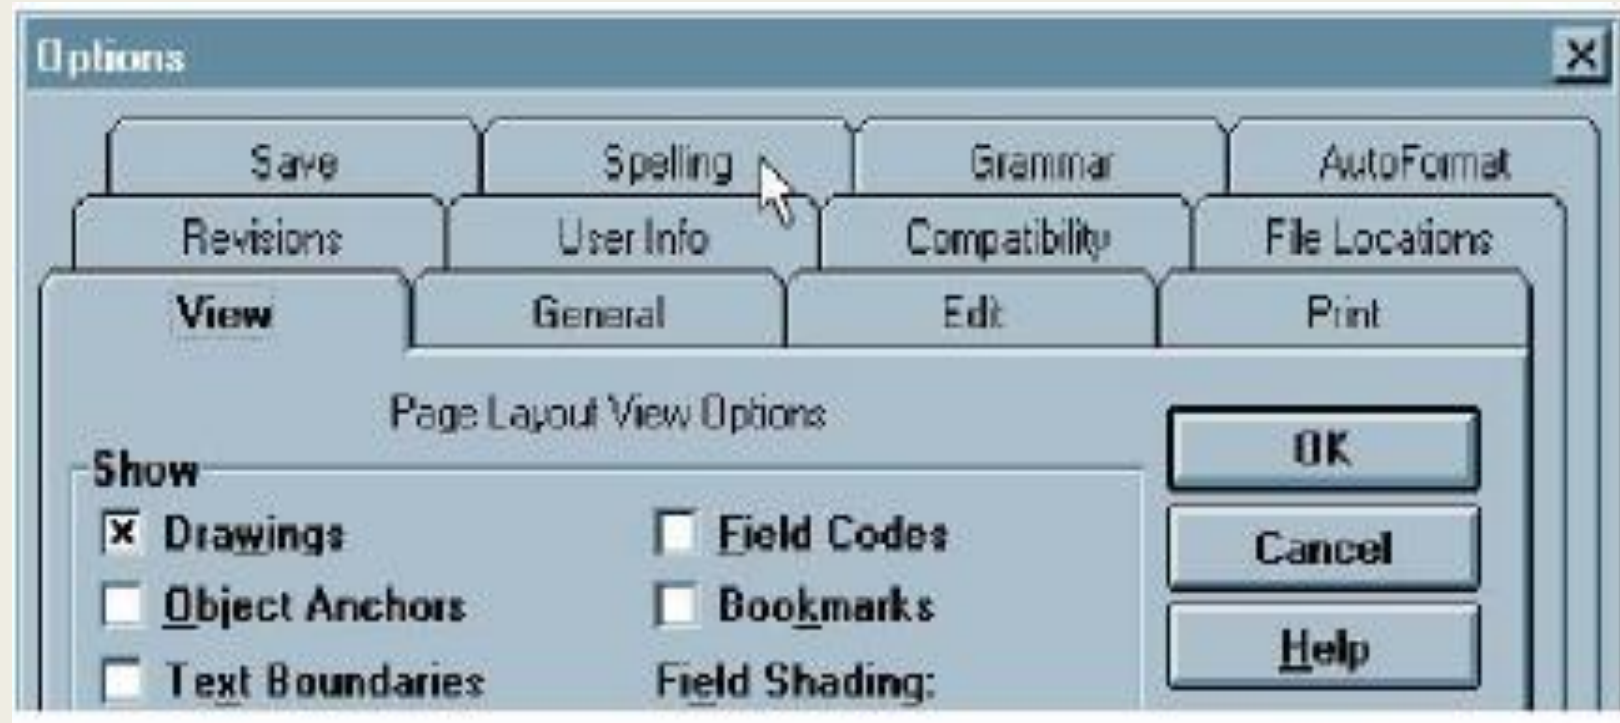 Options
Save Spelling Grammar AutoFormat
Revisions User Info Compatibility File Locations
View General Edit Print
Page Layout View Options
OK
Show
Drawings Field Codes
Cancel
Object Anchors Bookmarks
Help
Text Boundaries Field Shading: